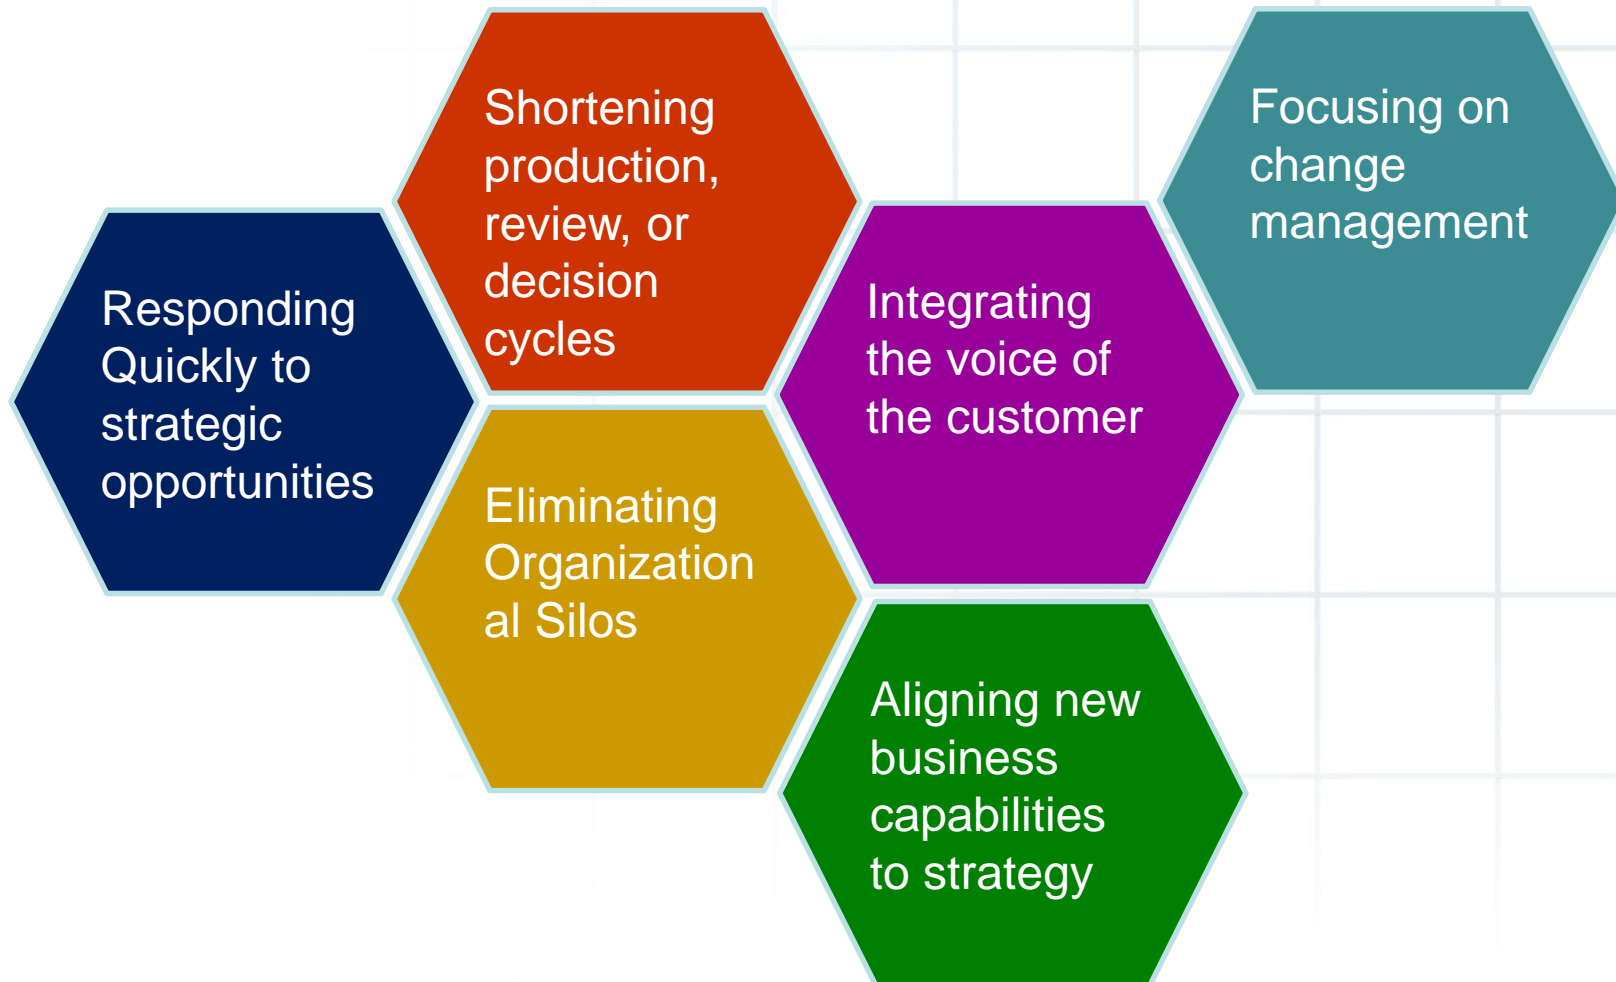 Responding
Quickly to
strategic
opportunities
Shortening
production,
review, or
decision
cycles
Eliminating
Organization
al Silos
Integrating
the voice of
the customer
Aligning new
business
capabilities
to strategy
Focusing on
change
management